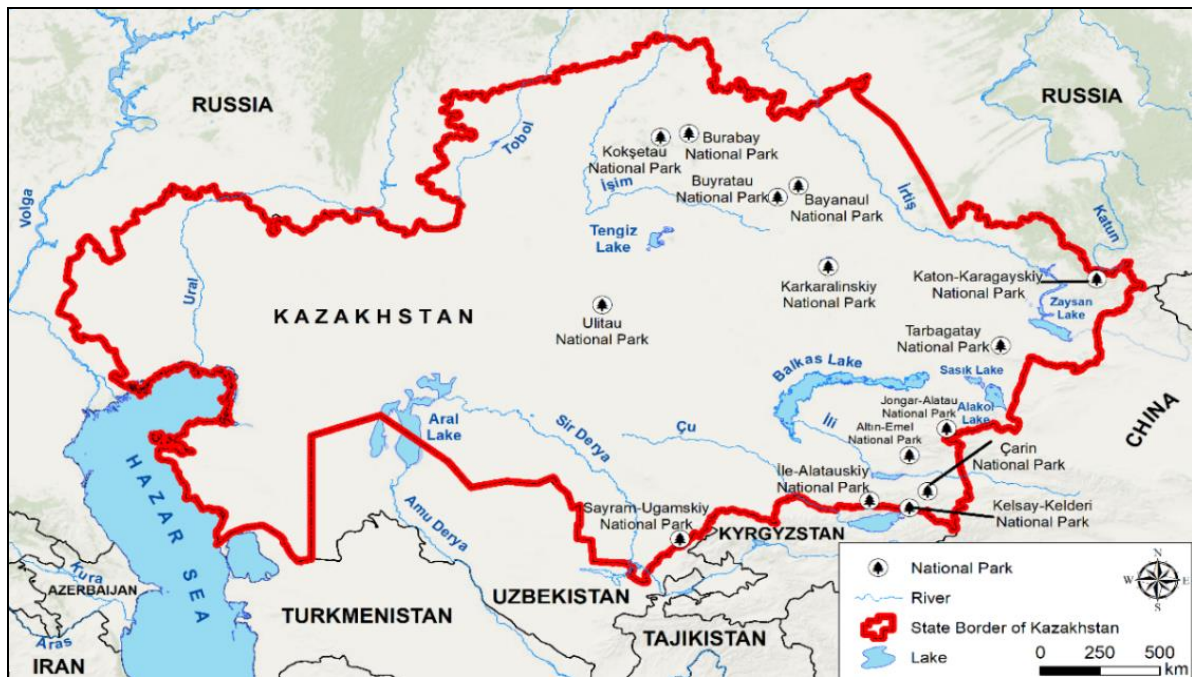 RUSSIA
RUSSIA
Volga
Ural
Tobol
Kokşetau
National Park
Burabay
National Park
İşim
Buyratau
National Park
Bayanaul
National Park
İrtiş
Katun
Tengiz
Lake
Karkaralinskiy
National Park
Katon-Karagayskiy
National Park
Zaysan
Lake
KAZAKHSTAN
Ulitau
National Park
Tarbagatay
National Park
Balkas Lake
Sasık Lake
Alakol
Lake
Jongar-Alatau
National Park
Altın-Emel
National Park
İli
CHINA
Aral
Lake
Sir Derya
Çu
Çarin
National Park
İle-Alatauskiy
National Park
Kelsay-Kelderi
National Park
Sayram-Ugamskiy
National Park
KYRGYZSTAN
HAZAR SEA
Amu Derya
UZBEKISTAN
TURKMENISTAN
TAJIKISTAN
Kura
AZERBAIJAN
Aras
IRAN
National Park
River
State Border of Kazakhstan
Lake
N
W
E
S
0 250 500
km